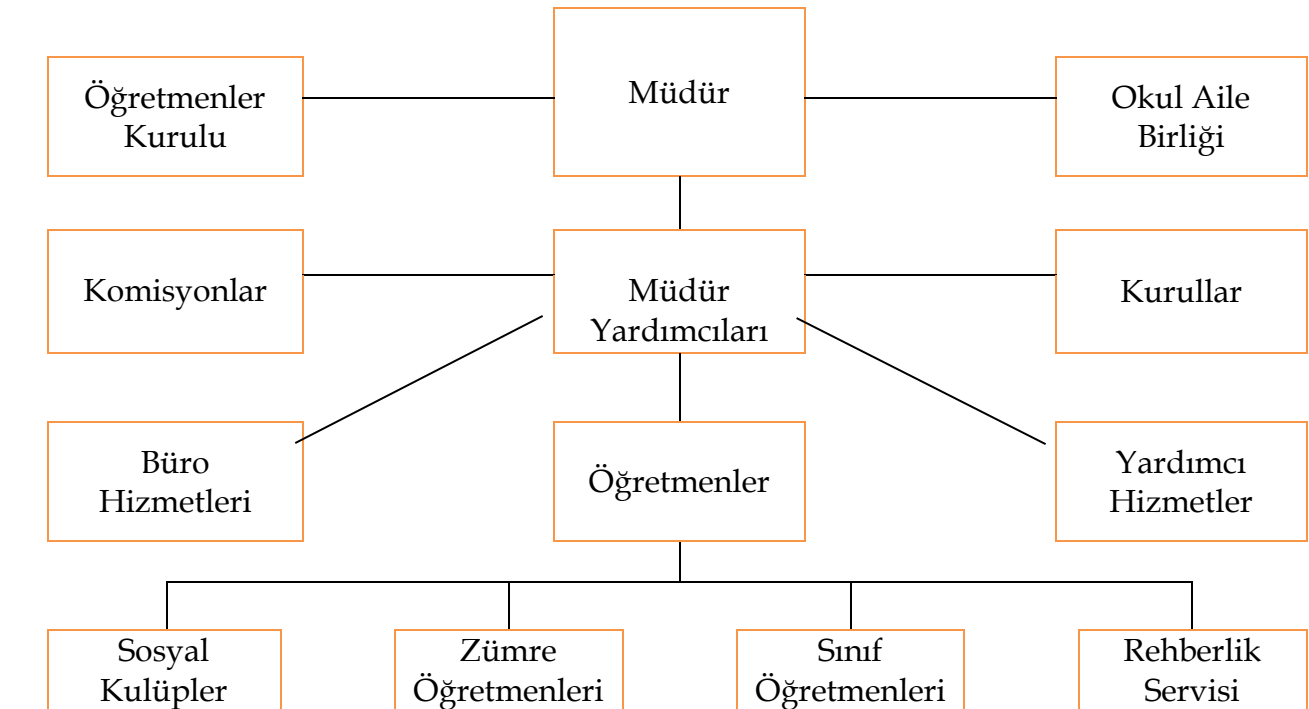 Öğretmenler
Kurulu
Müdür
Okul Aile
Birliği
Komisyonlar
Müdür
Yardımcıları
Kurullar
Büro
Hizmetleri
Öğretmenler
Yardımcı
Hizmetler
Sosyal
Kulüpler
Zümre
Öğretmenleri
Sınıf
Öğretmenleri
Rehberlik
Servisi